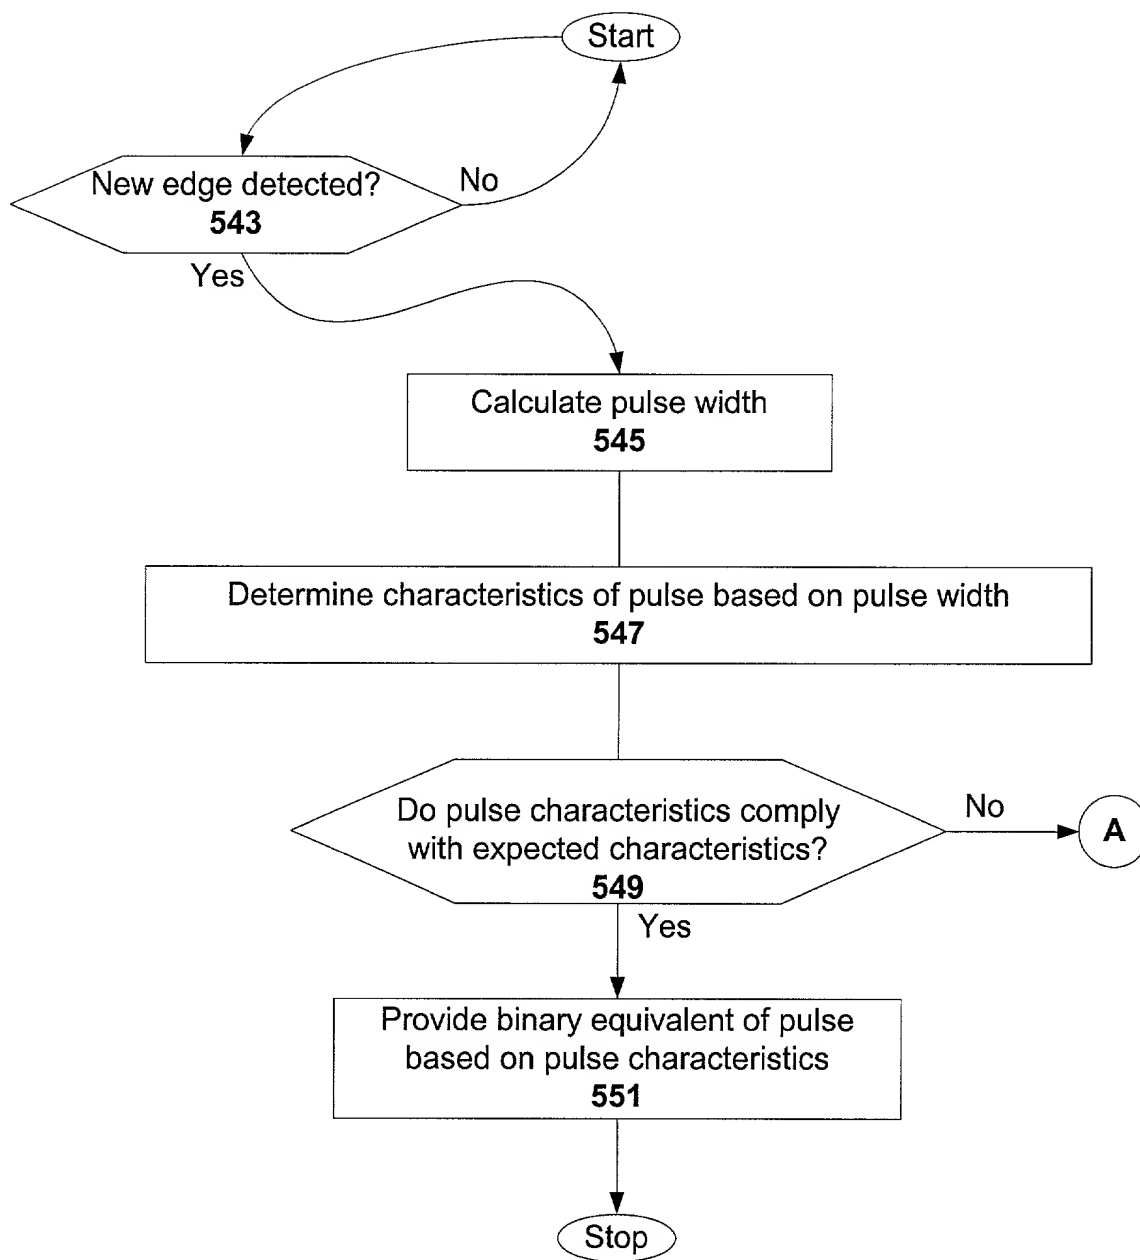 Start
New edge detected?
543
No
Yes
Calculate pulse width
545
Determine characteristics of pulse based on pulse width
547
Do pulse characteristics comply
with expected characteristics?
549
No
A
Yes
Provide binary equivalent of pulse
based on pulse characteristics
551
Stop